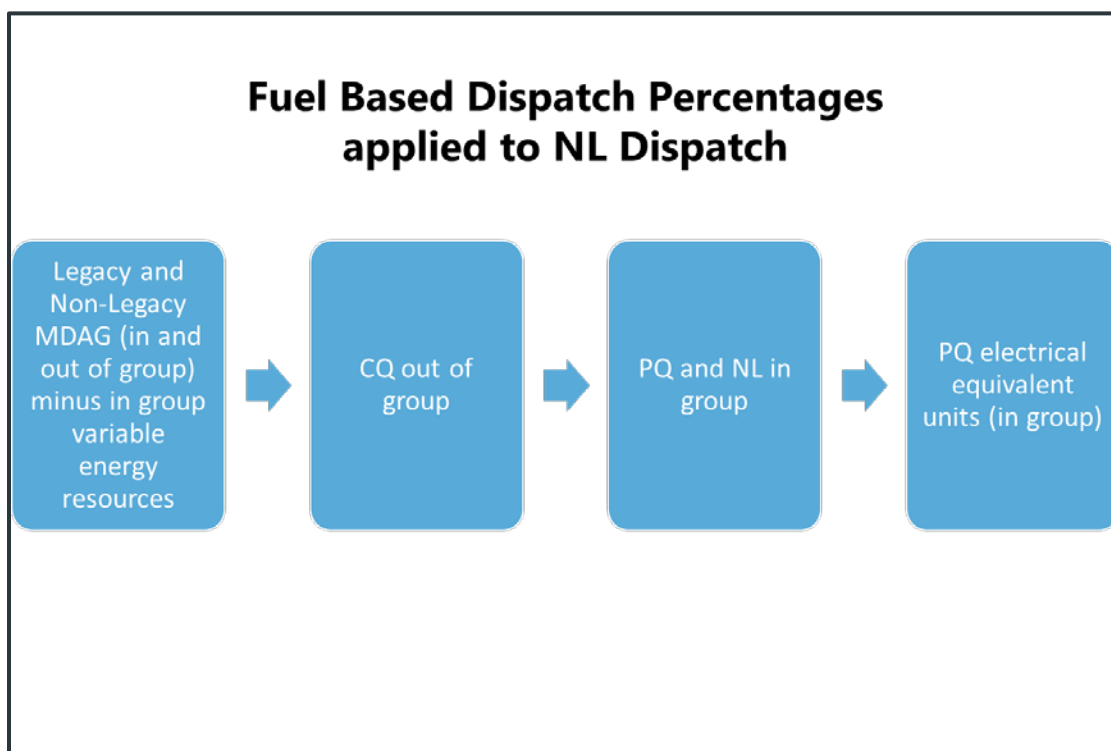 Fuel Based Dispatch Percentages
applied to NL Dispatch
Legacy and
Non-Legacy
MDAG (in and
out of group)
minus in group
variable
energy
resources
CQ out of
group
PQ and NL in
group
PQ electrical
equivalent
units (in group)